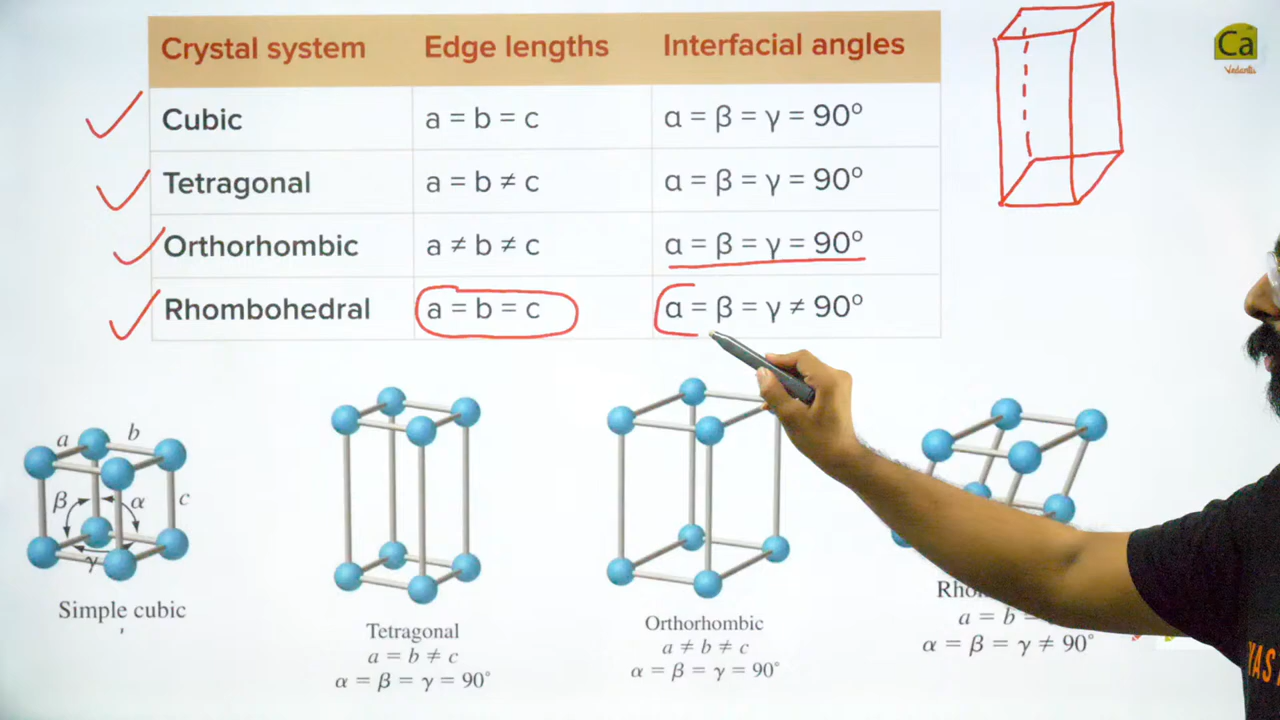 Crystal system Edge lengths Interfacial angles
Cubic a = b = c α = β = γ = 90°
Tetragonal a = b ≠ c α = β = γ = 90°
Orthorhombic a ≠ b ≠ c α = β = γ = 90°
Rhombohedral a = b = c α = β = γ ≠ 90°
Ca
Vedantu
a b
β α c
γ
Simple cubic
Tetragonal
a = b ≠ c
α = β = γ = 90°
Orthorhombic
a ≠ b ≠ c
α = β = γ = 90°
a = b =
α = β = γ ≠ 90°